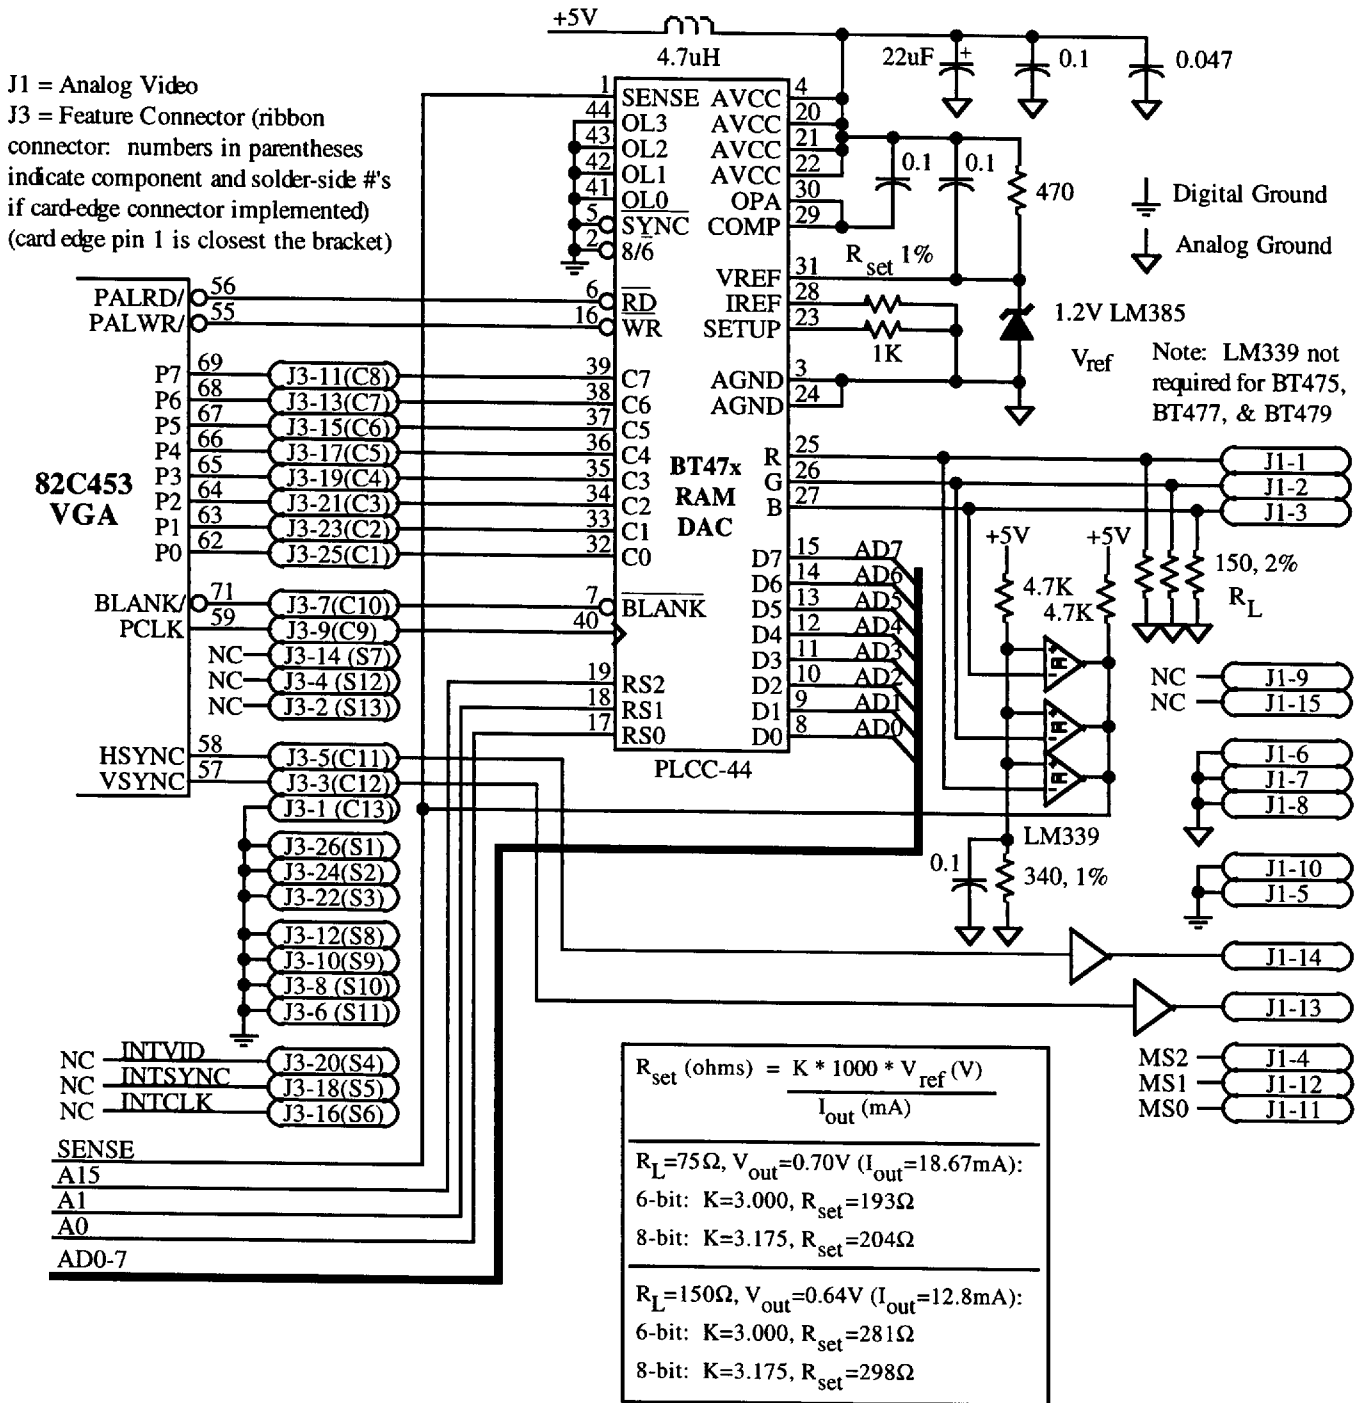 +5V
4.7uH
22uF
+
0.1
0.047
J1 = Analog Video
J3 = Feature Connector (ribbon
connector: numbers in parentheses
indicate component and solder-side #'s
if card-edge connector implemented)
(card edge pin 1 is closest the bracket)
1 SENSE AVCC 4
44 OL3 AVCC 20
43 OL2 AVCC 21
42 OL1 AVCC 22
41 OL0 OPA 30
5 SYNC COMP 29
2 8/6
0.1
0.1
470
Digital Ground
Analog Ground
Rset 1%
VREF 31
IREF 28
SETUP 23
1K
1.2V LM385
Vref
Note: LM339 not
required for BT475,
BT477, & BT479
AGND 3
AGND 24
PALRD/ 56 6 RD
PALWR/ 55 16 WR
P7 69 J3-11(C8) 39 C7
P6 68 J3-13(C7) 38 C6
P5 67 J3-15(C6) 37 C5
P4 66 J3-17(C5) 36 C4
P3 65 J3-19(C4) 35 C3
P2 64 J3-21(C3) 34 C2
P1 63 J3-23(C2) 33 C1
P0 62 J3-25(C1) 32 C0
82C453
VGA
BT47x
RAM
DAC
R 25 J1-1
G 26 J1-2
B 27 J1-3
+5V
+5V
4.7K
4.7K
150, 2%
RL
D7 15 AD7
D6 14 AD6
D5 13 AD5
D4 12 AD4
D3 11 AD3
D2 10 AD2
D1 9 AD1
D0 8 AD0
BLANK/ 71 J3-7(C10) 7 BLANK
PCLK 59 J3-9(C9) 40
NC J3-14 (S7)
NC J3-4 (S12)
NC J3-2 (S13)
19 RS2
18 RS1
17 RS0
PLCC-44
NC J1-9
NC J1-15
HSYNC 58 J3-5(C11)
VSYNC 57 J3-3(C12)
J3-1 (C13)
J1-6
J1-7
J1-8
LM339
0.1
340, 1%
J3-26(S1)
J3-24(S2)
J3-22(S3)
J1-10
J1-5
J3-12(S8)
J3-10(S9)
J3-8 (S10)
J3-6 (S11)
J1-14
J1-13
NC INTVID J3-20(S4)
NC INTSYNC J3-18(S5)
NC INTCLK J3-16(S6)
MS2 J1-4
MS1 J1-12
MS0 J1-11
SENSE
A15
A1
A0
AD0-7
Rset (ohms) = K * 1000 * Vref (V)
Iout (mA)
RL=75Ω, Vout=0.70V (Iout=18.67mA):
6-bit: K=3.000, Rset=193Ω
8-bit: K=3.175, Rset=204Ω
RL=150Ω, Vout=0.64V (Iout=12.8mA):
6-bit: K=3.000, Rset=281Ω
8-bit: K=3.175, Rset=298Ω